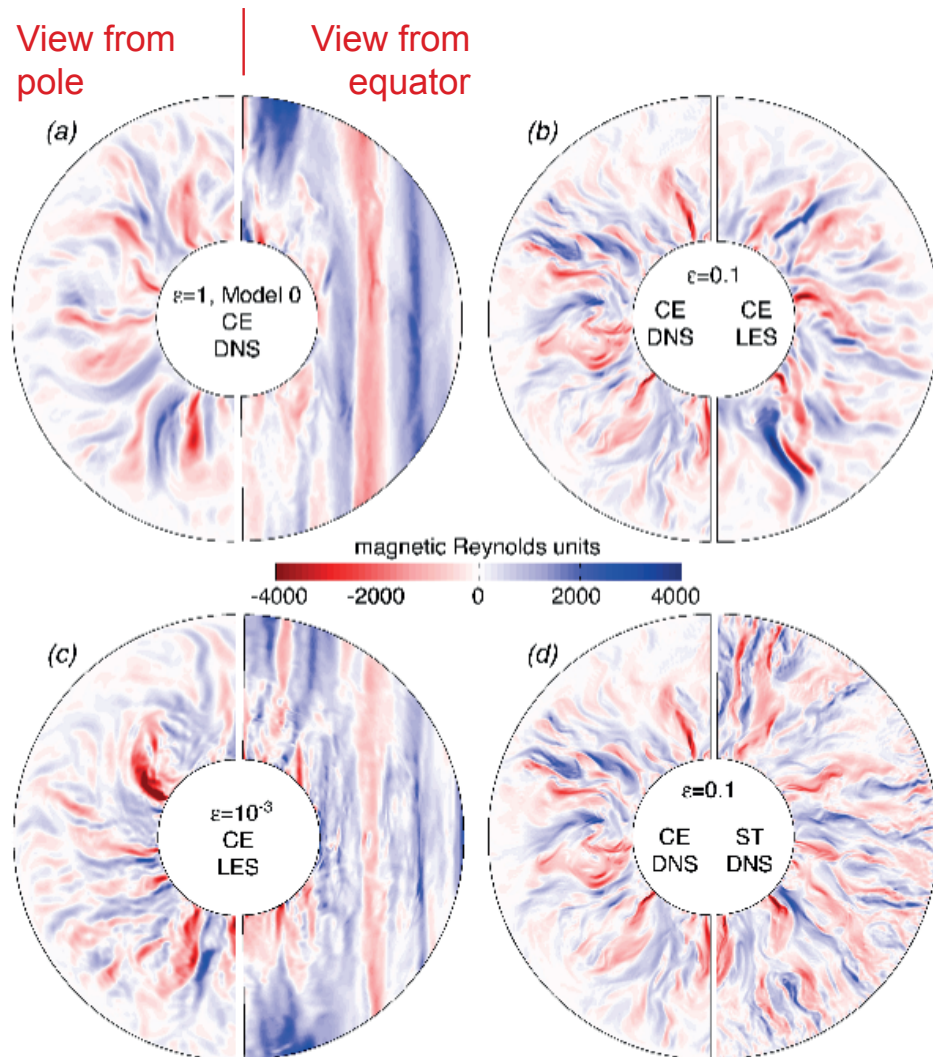 View from
pole
View from
equator
(a)
ε=1, Model 0
CE
DNS
(b)
ε=0.1
CE CE
DNS LES
magnetic Reynolds units
-4000 -2000 0 2000 4000
(c)
ε=10⁻³
CE
LES
(d)
ε=0.1
CE ST
DNS DNS